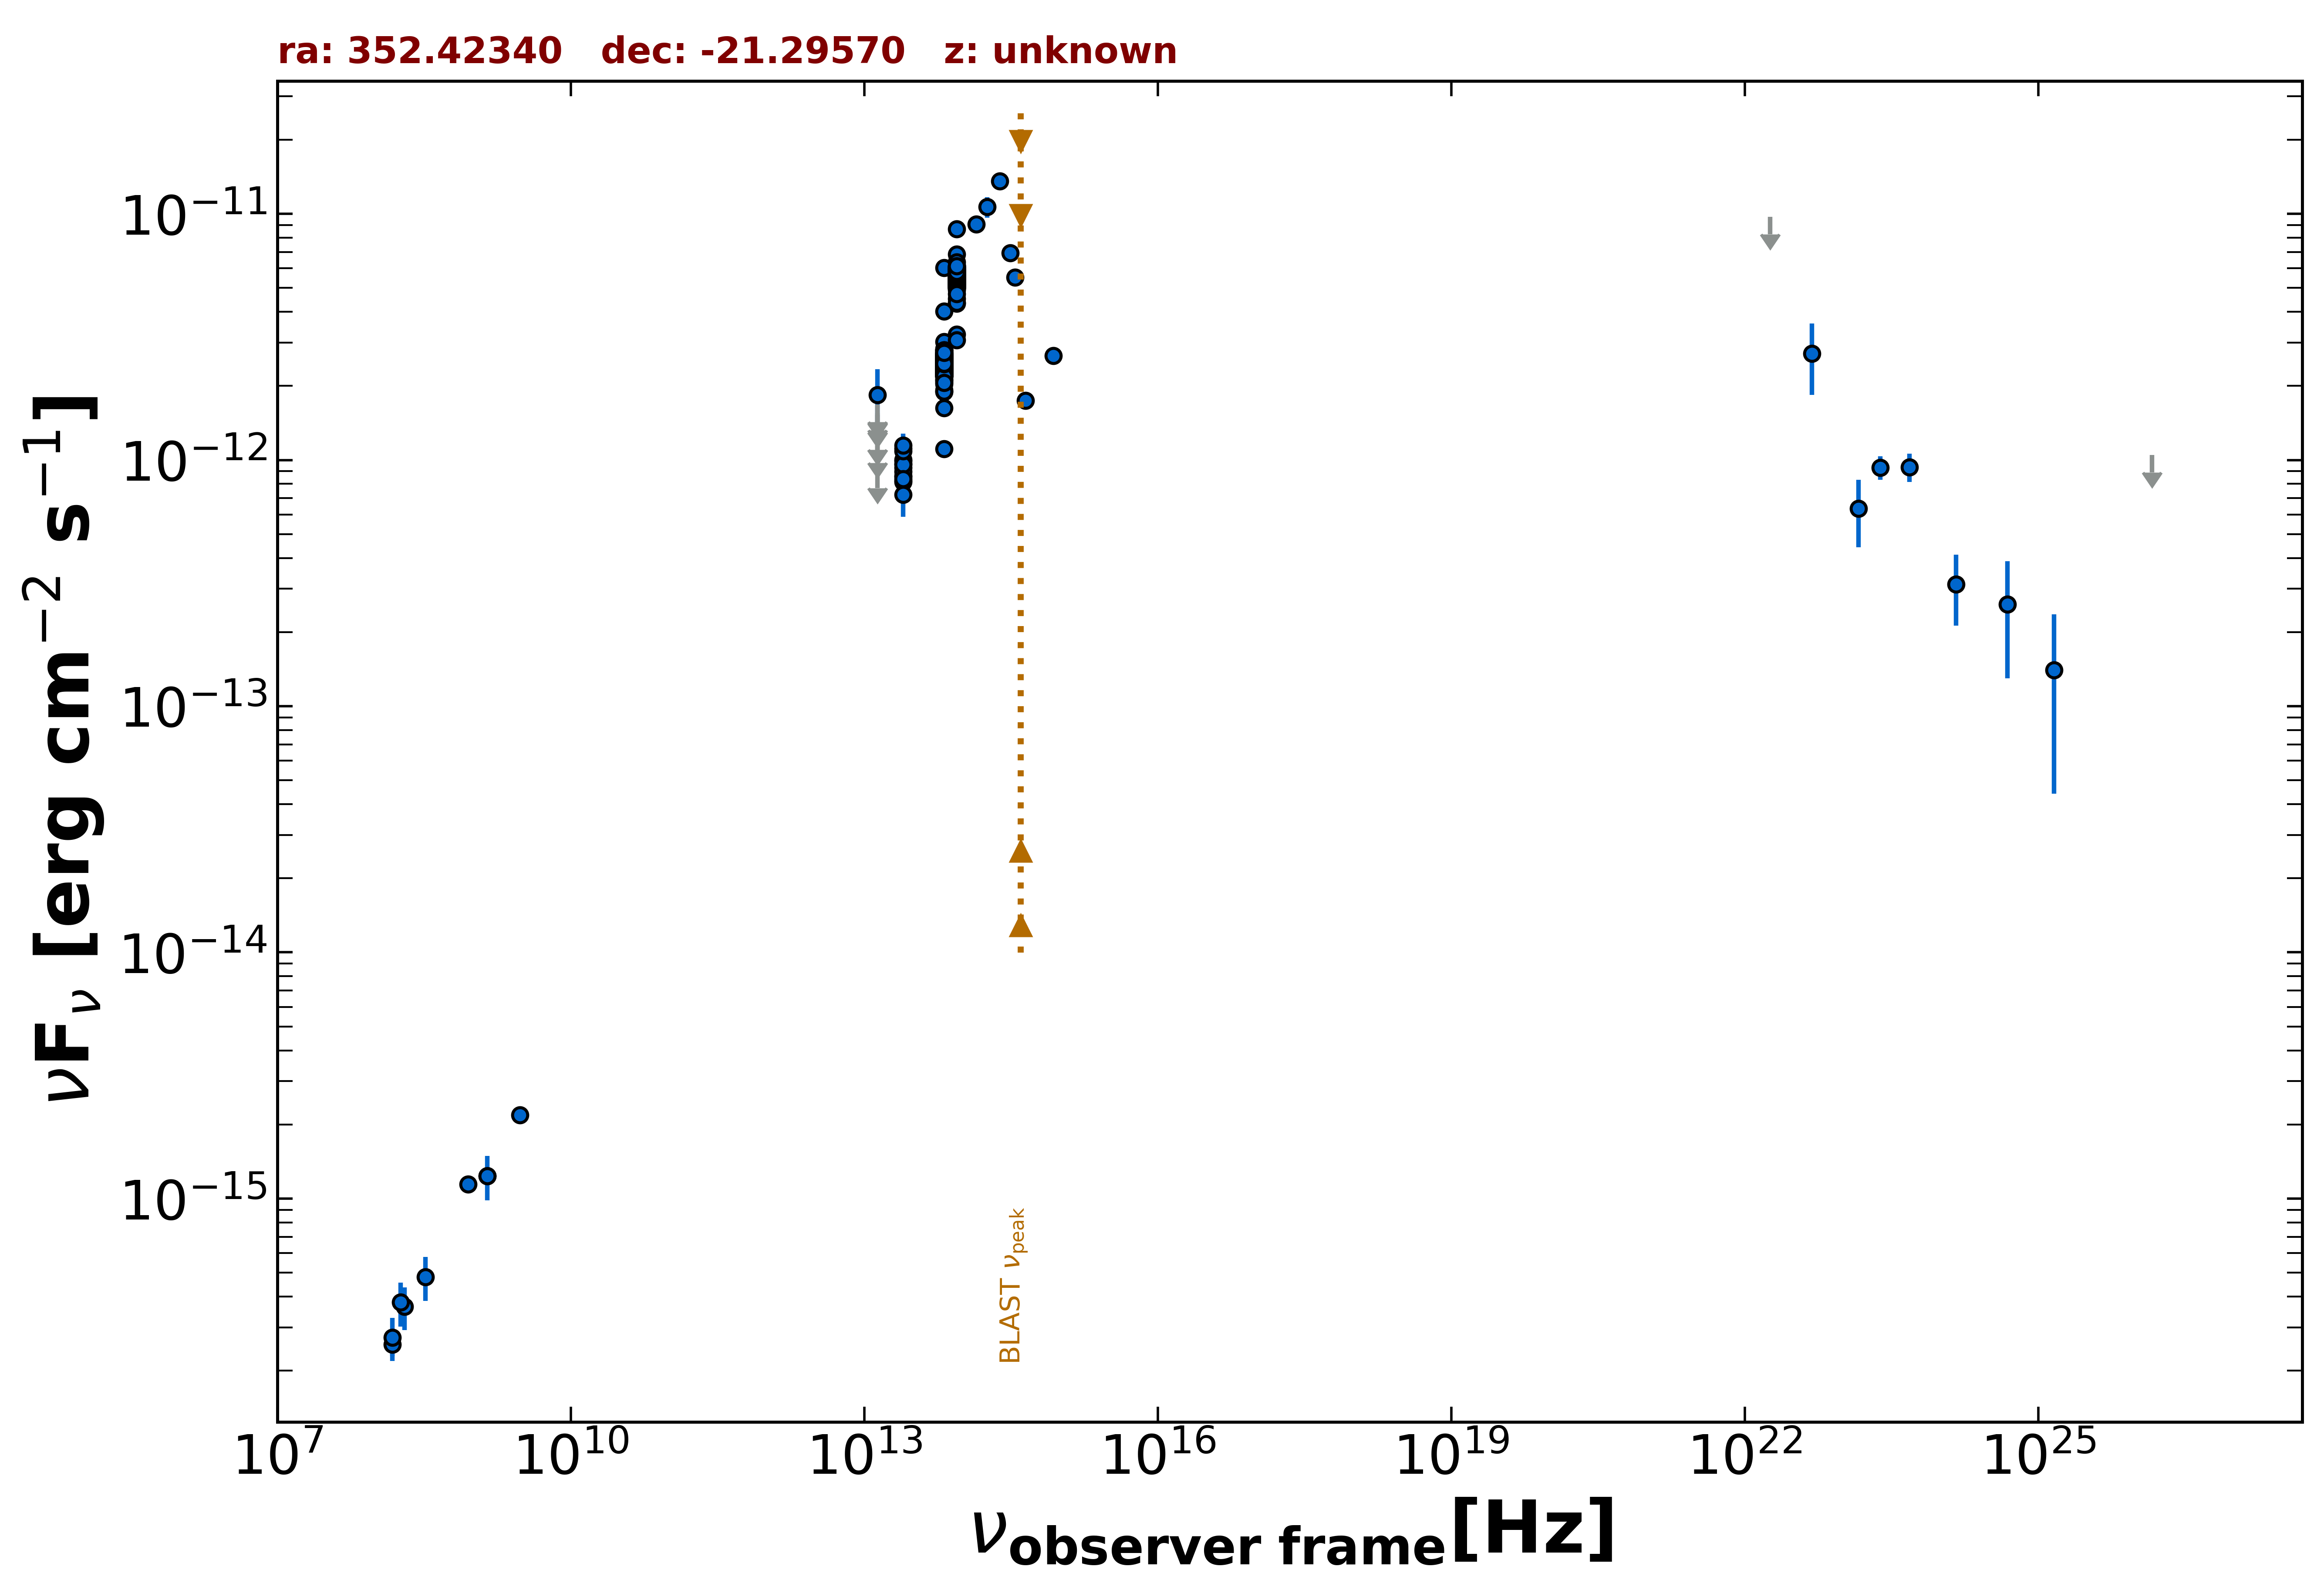 ra: 352.42340 dec: -21.29570 z: unknown
10⁻¹¹
10⁻¹²
10⁻¹³
10⁻¹⁴
10⁻¹⁵
νFν [erg cm⁻² s⁻¹]
BLAST νpeak
10⁷ 10¹⁰ 10¹³ 10¹⁶ 10¹⁹ 10²² 10²⁵
νobserver frame[Hz]